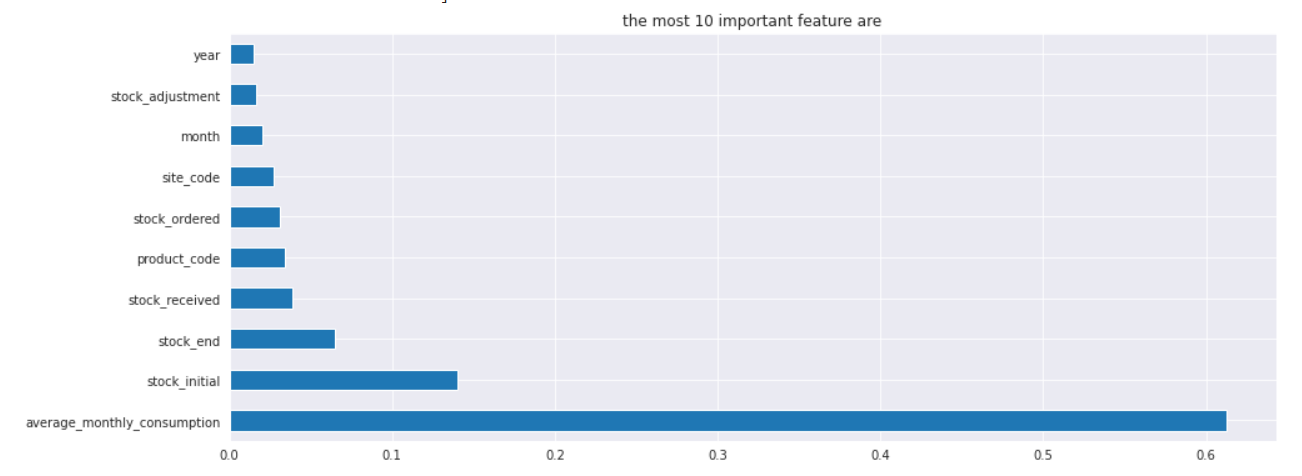 ]
the most 10 important feature are
year
stock_adjustment
month
site_code
stock_ordered
product_code
stock_received
stock_end
stock_initial
average_monthly_consumption
0.0 0.1 0.2 0.3 0.4 0.5 0.6